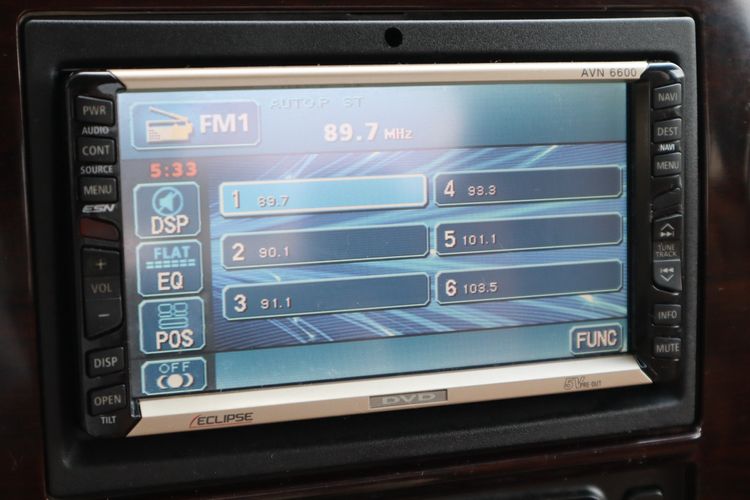 AVN 6600
PWR
AUDIO
CONT
SOURCE
MENU
ESN
+
VOL
−
DISP
OPEN
TILT
FM1
AUTO.P ST
89.7 MHz
5:33
DSP
FLAT
EQ
POS
OFF
1 89.7
2 90.1
3 91.1
4 93.3
5 101.1
6 103.5
FUNC
NAVI
DEST
NAVI
MENU
TUNE
TRACK
INFO
MUTE
ECLIPSE
DVD
5V PRE OUT